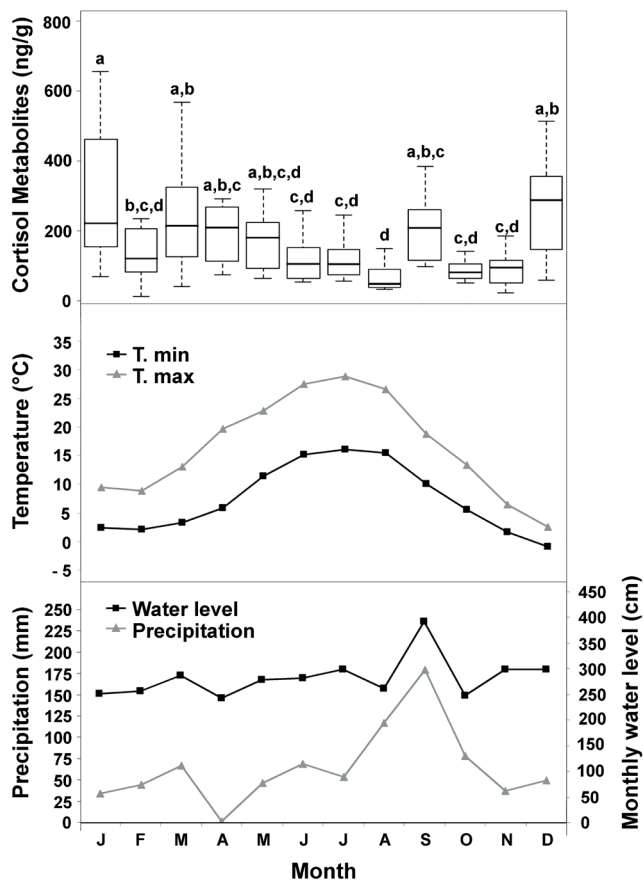 Cortisol Metabolites (ng/g)
800
600
400
200
0
a
b,c,d
a,b
a,b,c
a,b,c,d
c,d
c,d
d
a,b,c
c,d
c,d
a,b
Temperature (°C)
35
30
25
20
15
10
5
0
- 5
T. min
T. max
Precipitation (mm)
250
225
200
175
150
125
100
75
50
25
0
Water level
Precipitation
450
400
350
300
250
200
150
100
50
0
Monthly water level (cm)
J F M A M J J A S O N D
Month